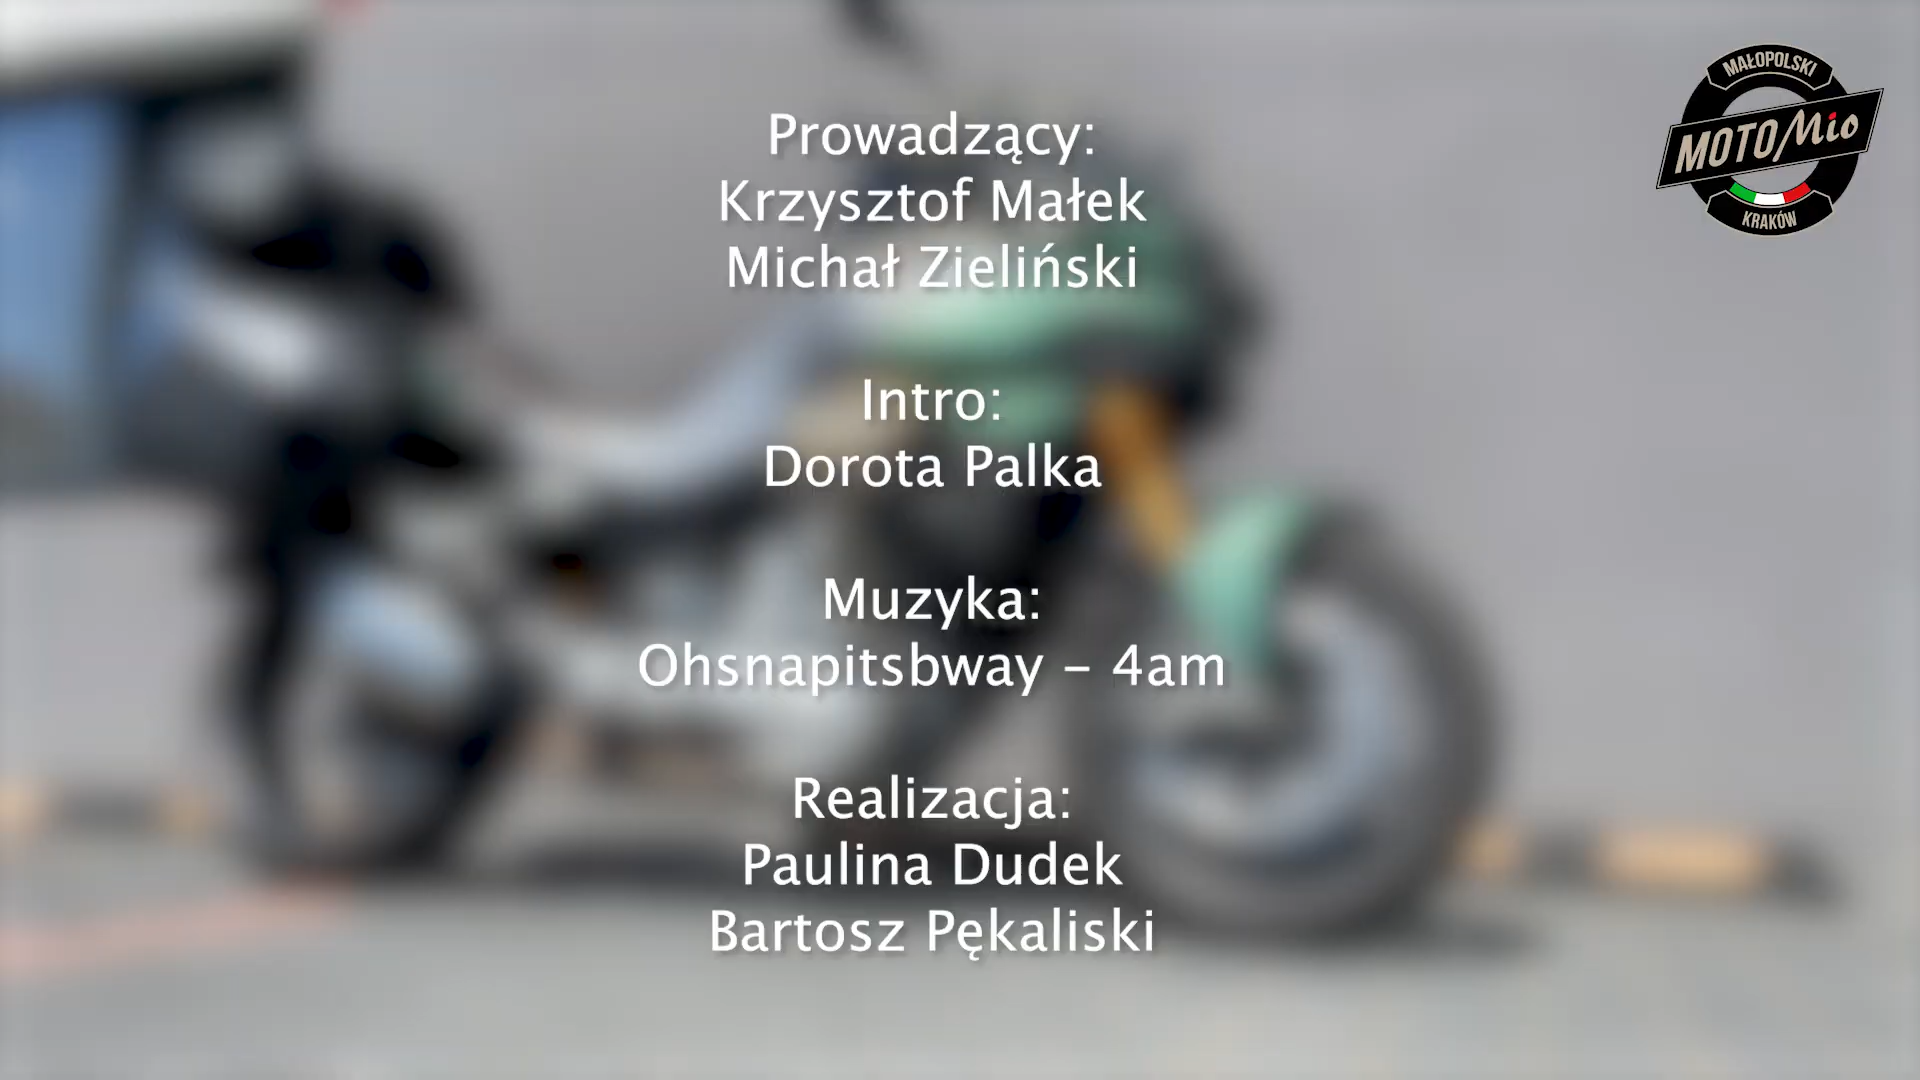 Prowadzący:
Krzysztof Małek
Michał Zieliński
Intro:
Dorota Palka
Muzyka:
Ohsnapitsbway – 4am
Realizacja:
Paulina Dudek
Bartosz Pękaliski
MAŁOPOLSKI
MOTO/Mio
KRAKÓW